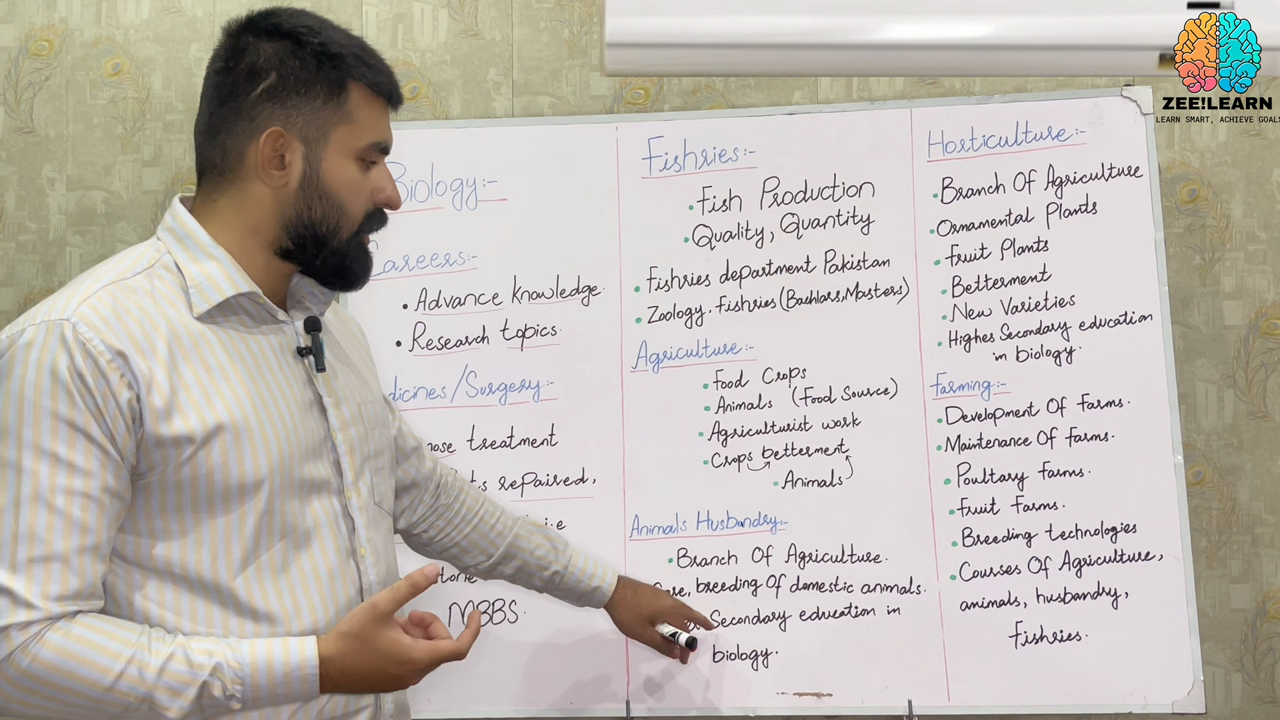 Biology:-
Careers:-
• Advance knowledge.
• Research topics.
/Surgery:-
treatment
repaired,
i.e
MBBS.
Fishries:-
• Fish Production
• Quality, Quantity
• Fishries department Pakistan
• Zoology. Fishries (Bachlars, Masters)
Agriculture:-
• Food Crops
• Animals (Food Source)
• Agriculturist work
• Crops betterment
• Animals
Animals Husbandry:-
• Branch Of Agriculture.
breeding Of domestic animals.
Secondary education in
biology.
Horticulture:-
• Branch Of Agriculture
• Ornamental Plants
• Fruit Plants
• Betterment
• New Varieties
• Highes Secondary education
in biology.
Farming:-
• Development Of Farms.
• Maintenance Of Farms.
• Poultary Farms.
• Fruit Farms.
• Breeding technologies
• Courses Of Agriculture,
animals, husbandry,
Fishries.
ZEE!LEARN
LEARN SMART, ACHIEVE GOALS